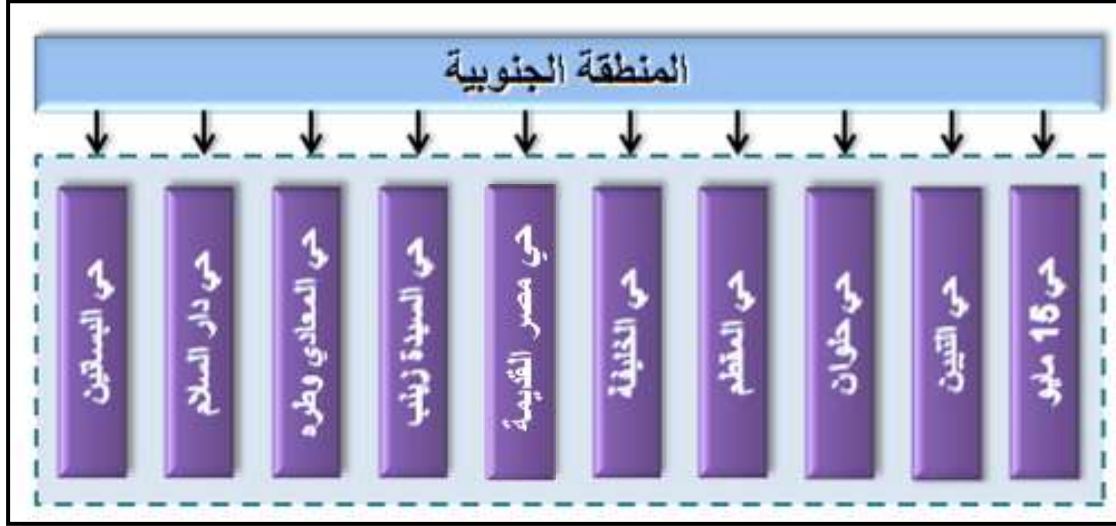 المنطقة الجنوبية
حي 15 مايو
حي التبين
حي حلوان
حي المقطم
حي الخليفة
حي مصر القديمة
حي السيدة زينب
حي المعادي وطره
حي دار السلام
حي البساتين